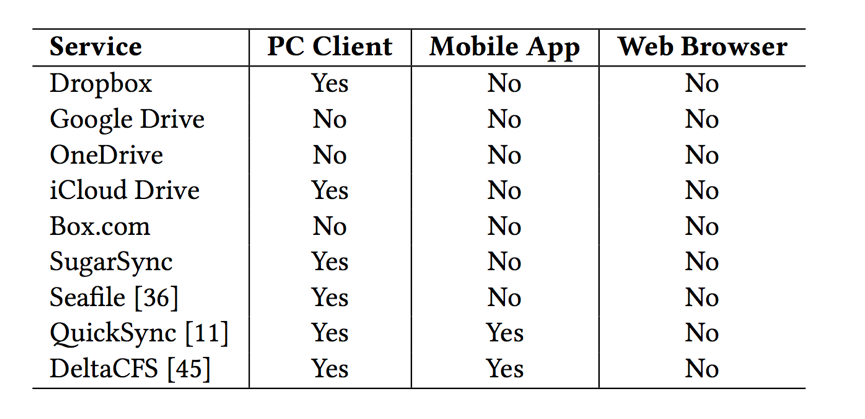 Service PC Client Mobile App Web Browser
Dropbox Yes No No
Google Drive No No No
OneDrive No No No
iCloud Drive Yes No No
Box.com No No No
SugarSync Yes No No
Seafile [36] Yes No No
QuickSync [11] Yes Yes No
DeltaCFS [45] Yes Yes No